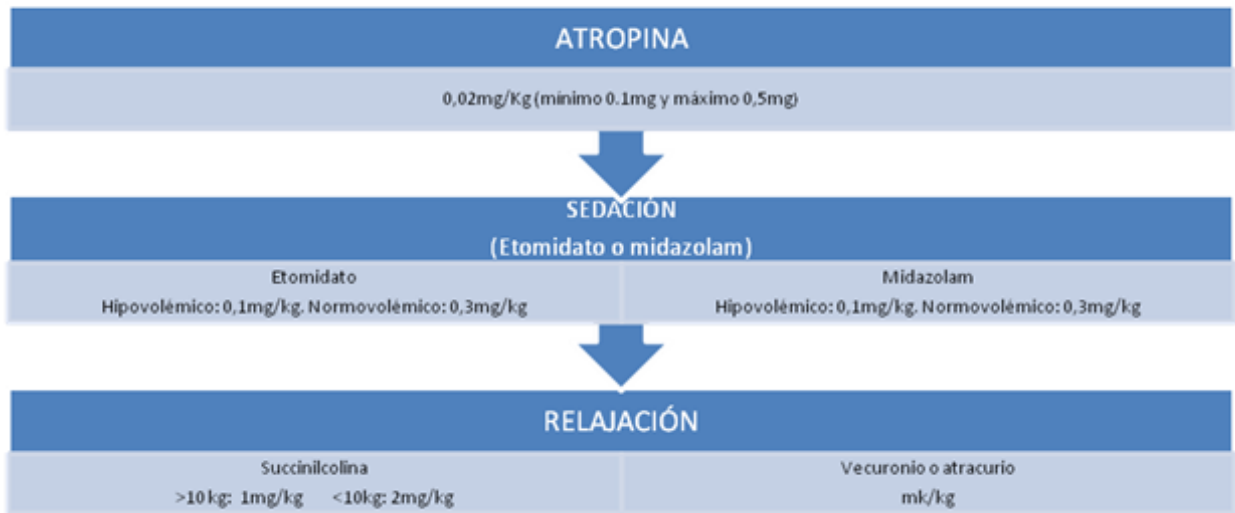 ATROPINA
0,02mg/Kg (mínimo 0.1mg y máximo 0,5mg)
SEDACIÓN
(Etomidato o midazolam)
Etomidato
Hipovolémico: 0,1mg/kg. Normovolémico: 0,3mg/kg
Midazolam
Hipovolémico: 0,1mg/kg. Normovolémico: 0,3mg/kg
RELAJACIÓN
Succinilcolina
>10 kg: 1mg/kg <10kg: 2mg/kg
Vecuronio o atracurio
mk/kg